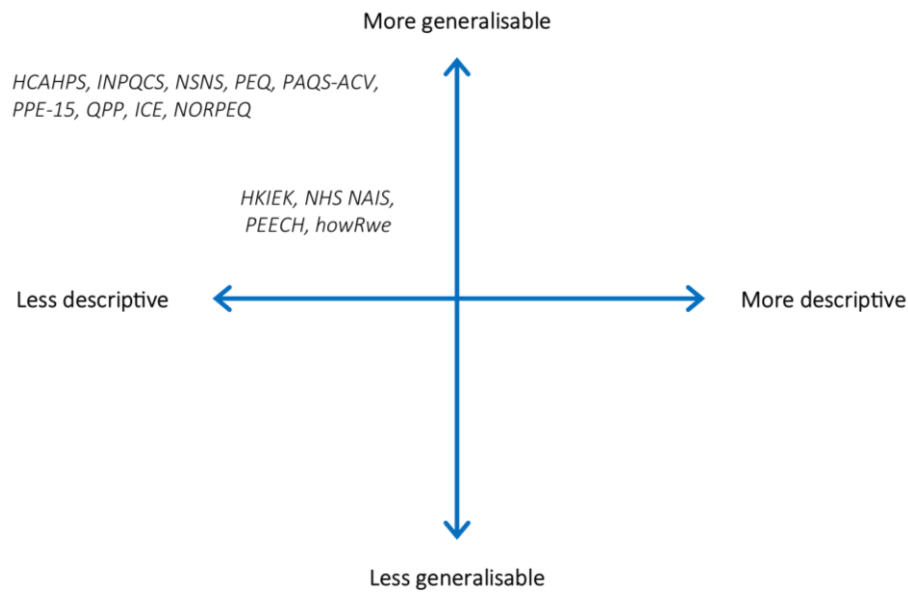 More generalisable
HCAHPS, INPQCS, NSNS, PEQ, PAQS-ACV,
PPE-15, QPP, ICE, NORPEQ
HKIEK, NHS NAIS,
PEECH, howRwe
Less descriptive
More descriptive
Less generalisable